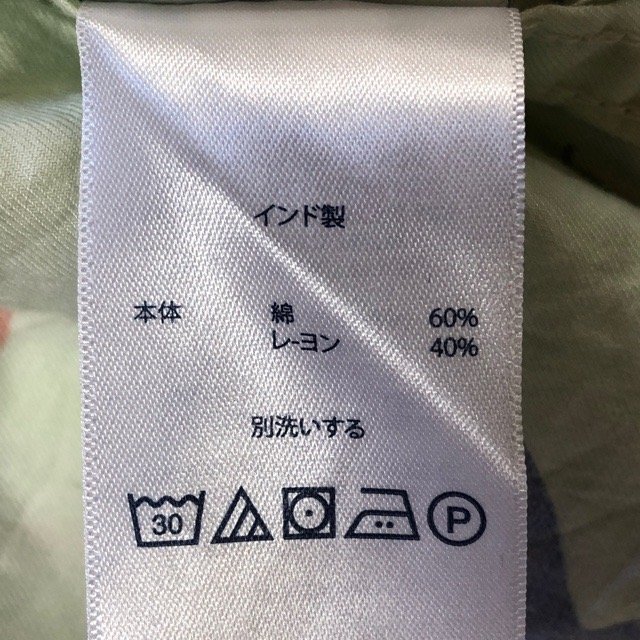 インド製
本体 綿 60%
レーヨン 40%
別洗いする
30 P